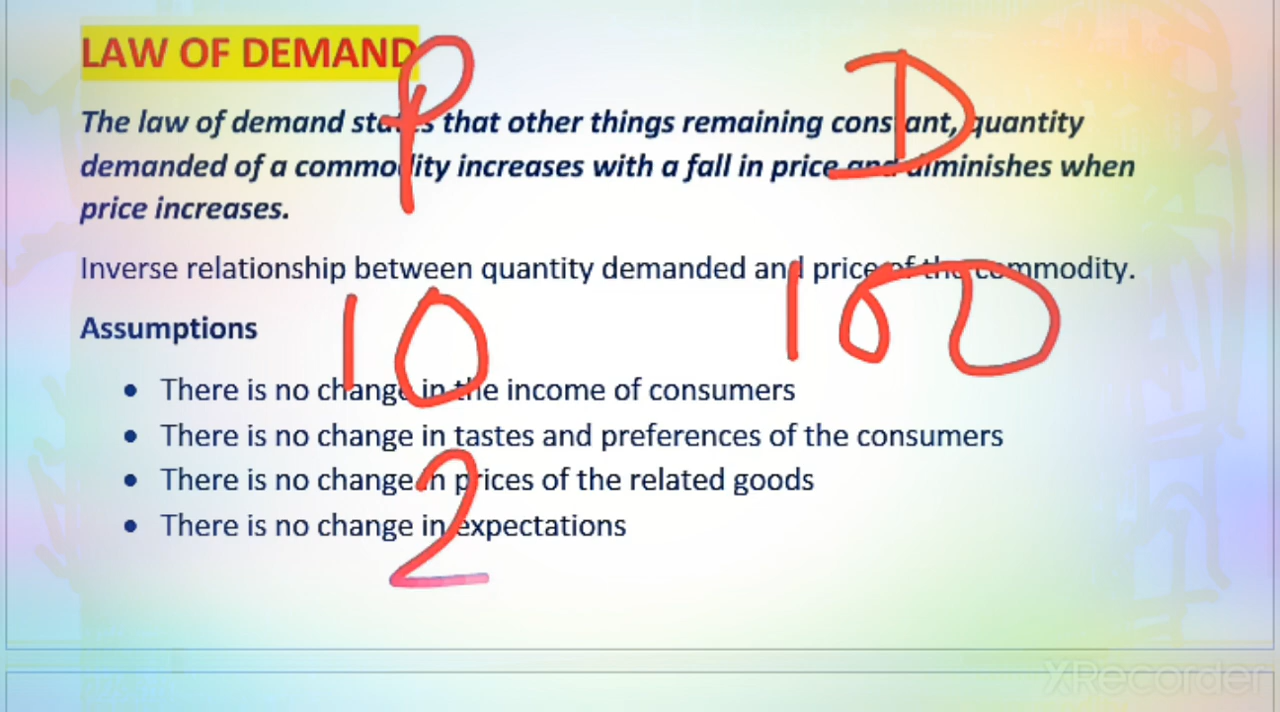 LAW OF DEMAND
P D
The law of demand states that other things remaining constant, quantity
demanded of a commodity increases with a fall in price and diminishes when
price increases.
Inverse relationship between quantity demanded and price of the commodity.
10 100
Assumptions
• There is no change in the income of consumers
• There is no change in tastes and preferences of the consumers
• There is no change in prices of the related goods
2
• There is no change in expectations
XRecorder